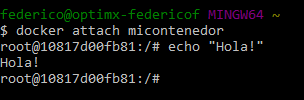 federico@optimx-federicof MINGW64 ~
$ docker attach micontenedor
root@10817d00fb81:/# echo "Hola!"
Hola!
root@10817d00fb81:/#